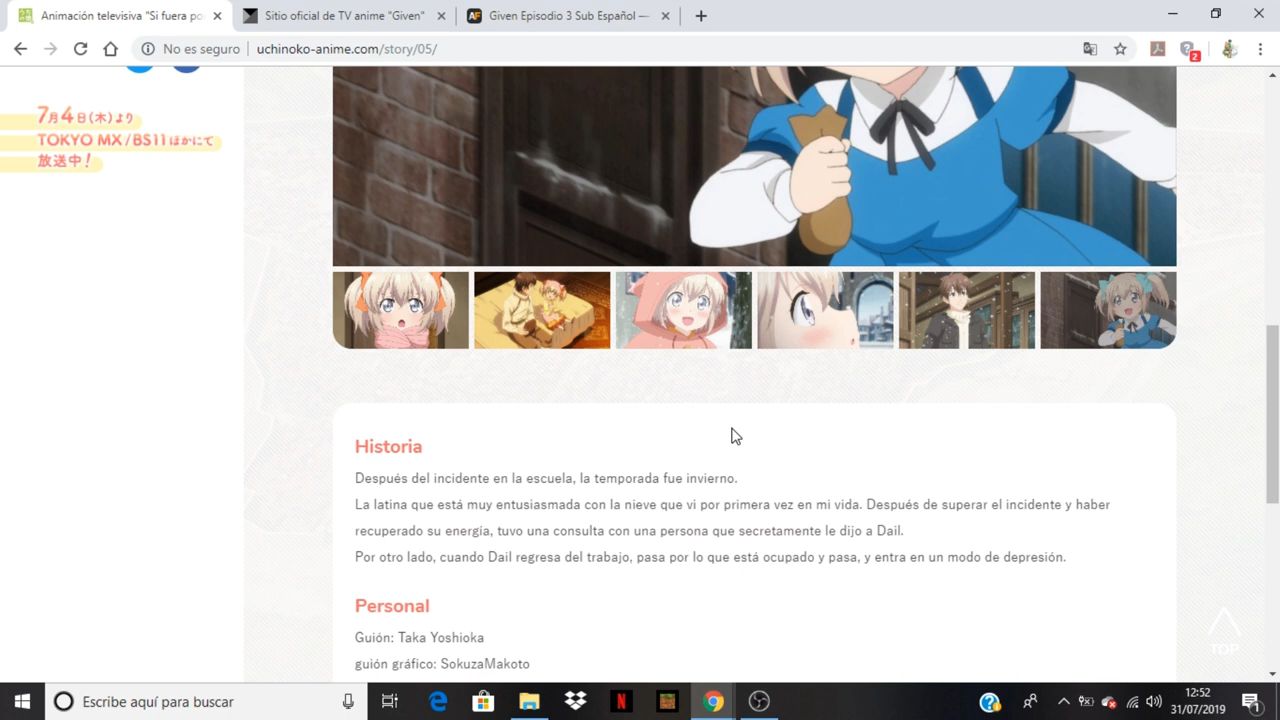 Animación televisiva "Si fuera po
Sitio oficial de TV anime "Given"
Given Episodio 3 Sub Español —
No es seguro
uchinoko-anime.com/story/05/
2
7月4日(木)より
TOKYO MX/BS11ほかにて
放送中!
Historia
Después del incidente en la escuela, la temporada fue invierno.
La latina que está muy entusiasmada con la nieve que vi por primera vez en mi vida. Después de superar el incidente y haber
recuperado su energía, tuvo una consulta con una persona que secretamente le dijo a Dail.
Por otro lado, cuando Dail regresa del trabajo, pasa por lo que está ocupado y pasa, y entra en un modo de depresión.
Personal
Guión: Taka Yoshioka
guión gráfico: SokuzaMakoto
TOP
Escribe aquí para buscar
12:52
31/07/2019
1